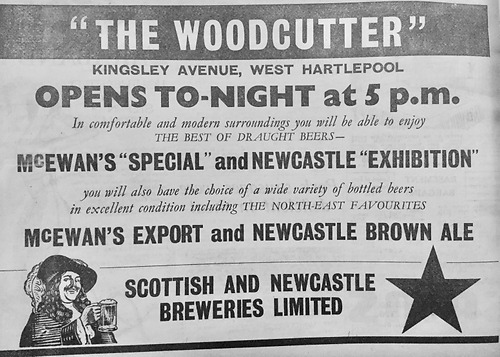 "THE WOODCUTTER"
KINGSLEY AVENUE, WEST HARTLEPOOL
OPENS TO-NIGHT at 5 p.m.
In comfortable and modern surroundings you will be able to enjoy
THE BEST OF DRAUGHT BEERS—
McEWAN'S "SPECIAL" and NEWCASTLE "EXHIBITION"
you will also have the choice of a wide variety of bottled beers
in excellent condition including THE NORTH-EAST FAVOURITES
McEWAN'S EXPORT and NEWCASTLE BROWN ALE
SCOTTISH AND NEWCASTLE
BREWERIES LIMITED